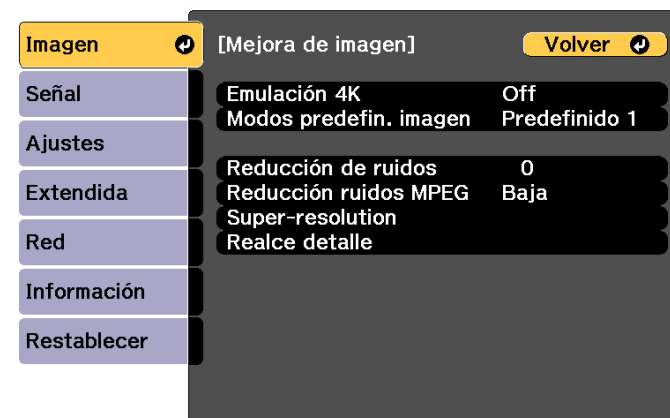 Imagen
[Mejora de imagen]
Volver
Señal
Ajustes
Extendida
Red
Información
Restablecer
Emulación 4K Off
Modos predefin. imagen Predefinido 1
Reducción de ruidos 0
Reducción ruidos MPEG Baja
Super-resolution
Realce detalle